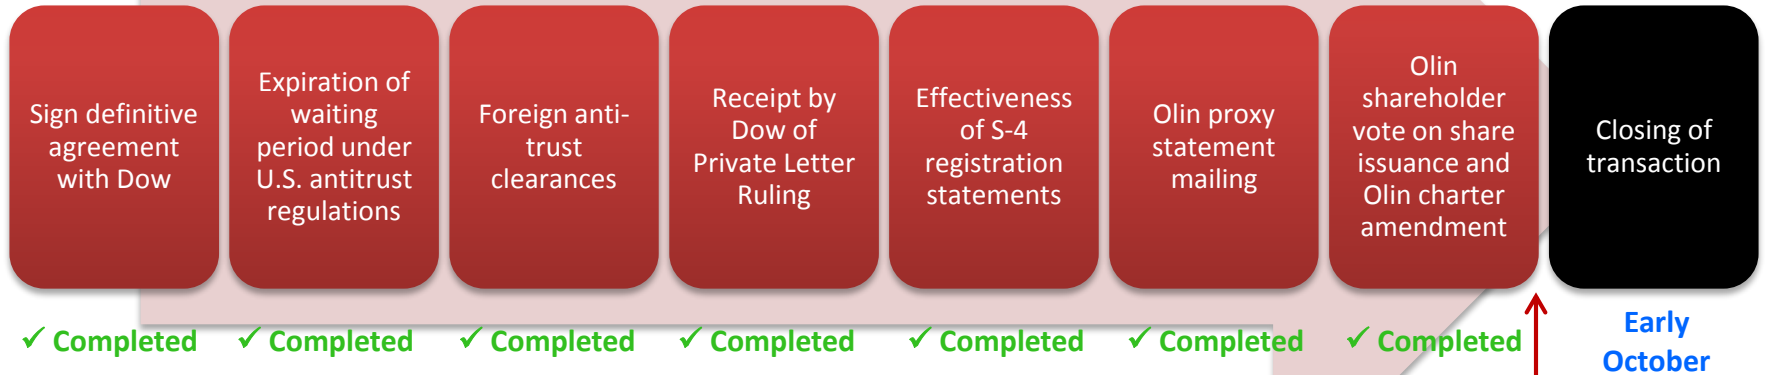 Sign definitive
agreement
with Dow
Expiration of
waiting
period under
U.S. antitrust
regulations
Foreign anti-
trust
clearances
Receipt by
Dow of
Private Letter
Ruling
Effectiveness
of S-4
registration
statements
Olin proxy
statement
mailing
Olin
shareholder
vote on share
issuance and
Olin charter
amendment
Closing of
transaction
✓ Completed
✓ Completed
✓ Completed
✓ Completed
✓ Completed
✓ Completed
✓ Completed
Early
October